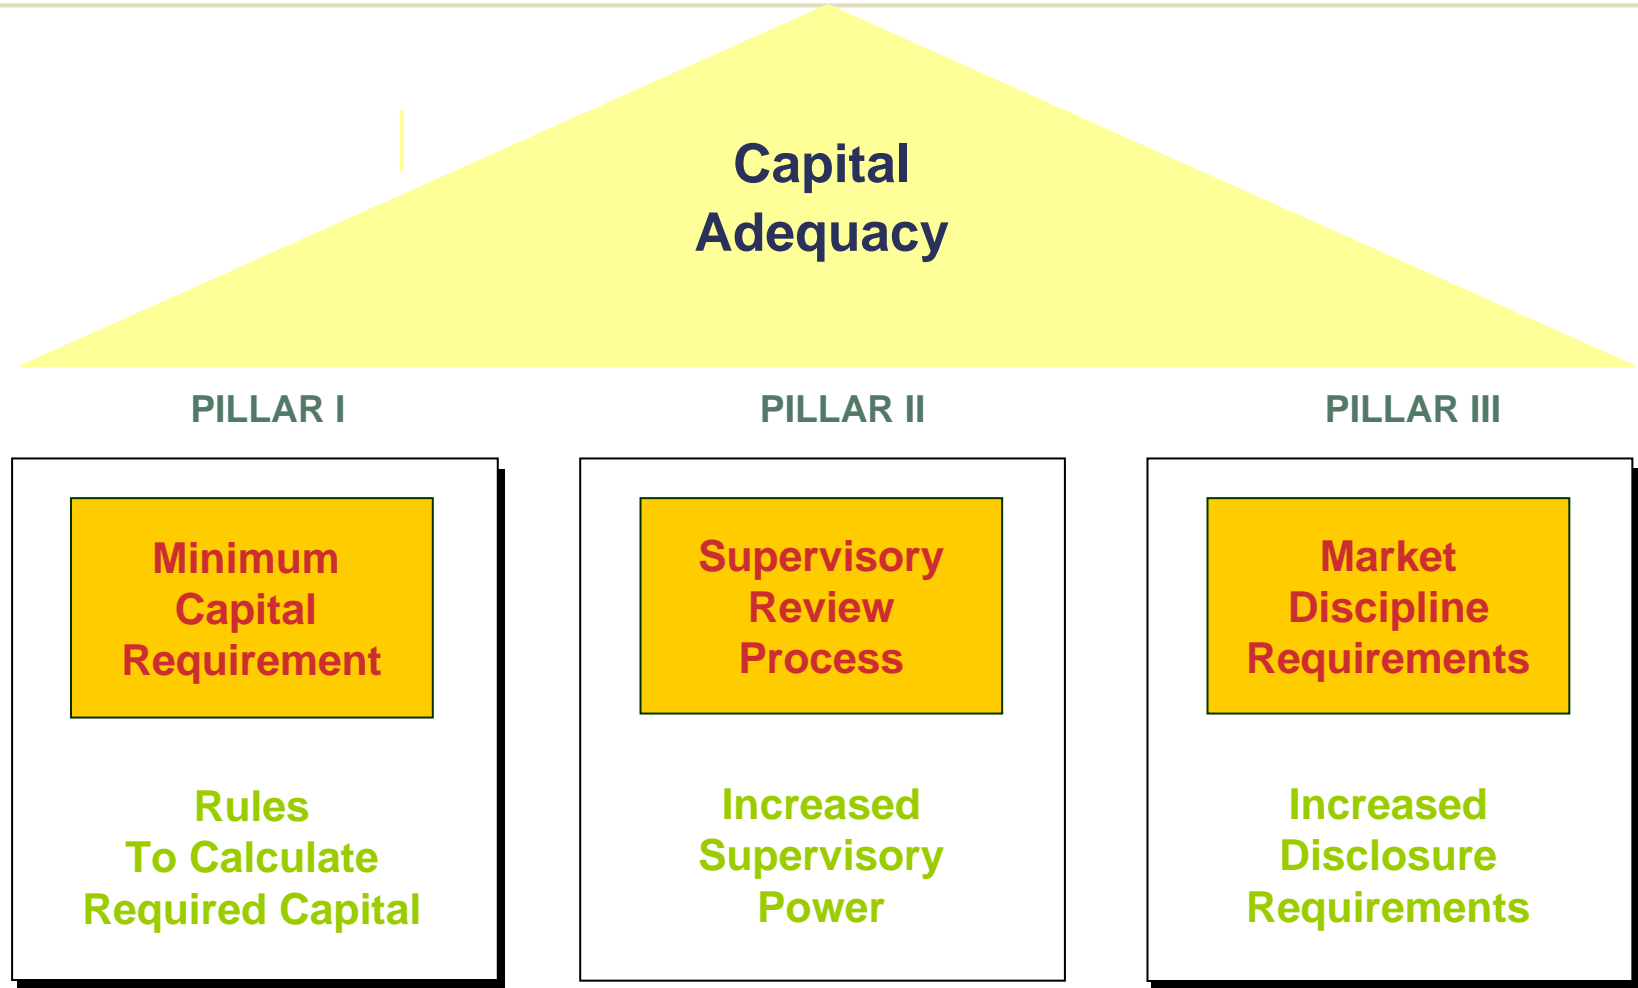 Capital
Adequacy
PILLAR I
PILLAR II
PILLAR III
Minimum
Capital
Requirement
Rules
To Calculate
Required Capital
Supervisory
Review
Process
Increased
Supervisory
Power
Market
Discipline
Requirements
Increased
Disclosure
Requirements